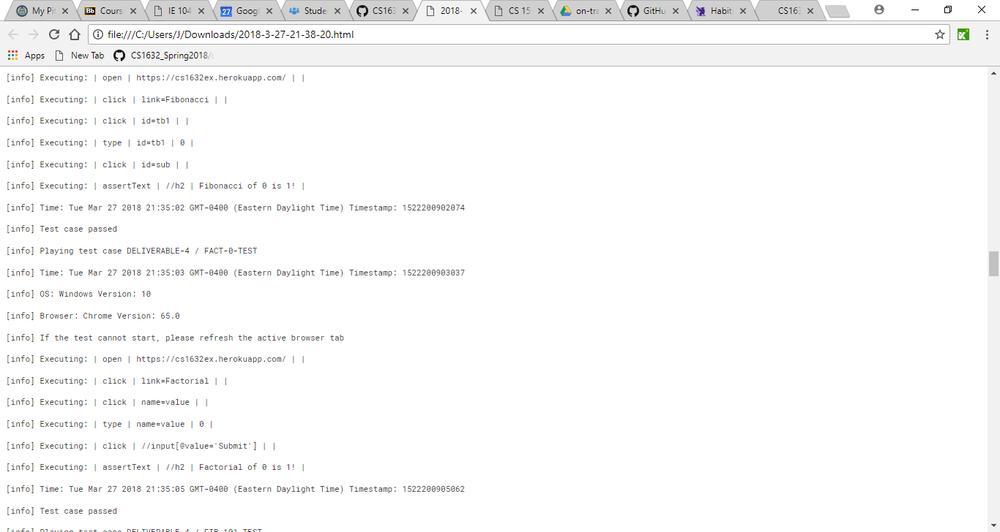 My Pi
Cours
IE 104
27 Googl
Stude
CS163
2018-
CS 15
on-tra
GitHu
Habiti
CS163
file:///C:/Users/J/Downloads/2018-3-27-21-38-20.html
Apps New Tab CS1632_Spring2018/
[info] Executing: | open | https://cs1632ex.herokuapp.com/ | |
[info] Executing: | click | link=Fibonacci | |
[info] Executing: | click | id=tb1 | |
[info] Executing: | type | id=tb1 | 0 |
[info] Executing: | click | id=sub | |
[info] Executing: | assertText | //h2 | Fibonacci of 0 is 1! |
[info] Time: Tue Mar 27 2018 21:35:02 GMT-0400 (Eastern Daylight Time) Timestamp: 1522200902074
[info] Test case passed
[info] Playing test case DELIVERABLE-4 / FACT-0-TEST
[info] Time: Tue Mar 27 2018 21:35:03 GMT-0400 (Eastern Daylight Time) Timestamp: 1522200903037
[info] OS: Windows Version: 10
[info] Browser: Chrome Version: 65.0
[info] If the test cannot start, please refresh the active browser tab
[info] Executing: | open | https://cs1632ex.herokuapp.com/ | |
[info] Executing: | click | link=Factorial | |
[info] Executing: | click | name=value | |
[info] Executing: | type | name=value | 0 |
[info] Executing: | click | //input[@value='Submit'] | |
[info] Executing: | assertText | //h2 | Factorial of 0 is 1! |
[info] Time: Tue Mar 27 2018 21:35:05 GMT-0400 (Eastern Daylight Time) Timestamp: 1522200905062
[info] Test case passed
[info] Playing test case DELIVERABLE-4 / FIB-101-TEST